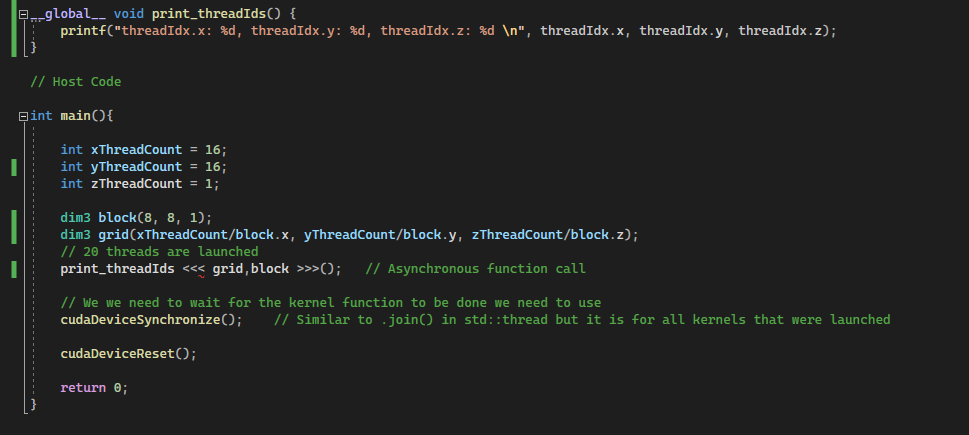 __global__ void print_threadIds() {
    printf("threadIdx.x: %d, threadIdx.y: %d, threadIdx.z: %d \n", threadIdx.x, threadIdx.y, threadIdx.z);
}
// Host Code
int main(){
    int xThreadCount = 16;
    int yThreadCount = 16;
    int zThreadCount = 1;
    dim3 block(8, 8, 1);
    dim3 grid(xThreadCount/block.x, yThreadCount/block.y, zThreadCount/block.z);
    // 20 threads are launched
    print_threadIds <<< grid,block >>>();   // Asynchronous function call
    // We we need to wait for the kernel function to be done we need to use
    cudaDeviceSynchronize();    // Similar to .join() in std::thread but it is for all kernels that were launched
    cudaDeviceReset();
    return 0;
}